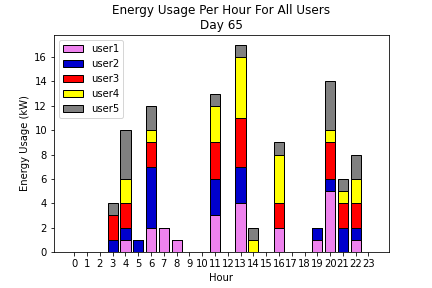 Energy Usage Per Hour For All Users
Day 65
user1
user2
user3
user4
user5
Energy Usage (kW)
16
14
12
10
8
6
4
2
0
0 1 2 3 4 5 6 7 8 9 10 11 12 13 14 15 16 17 18 19 20 21 22 23
Hour